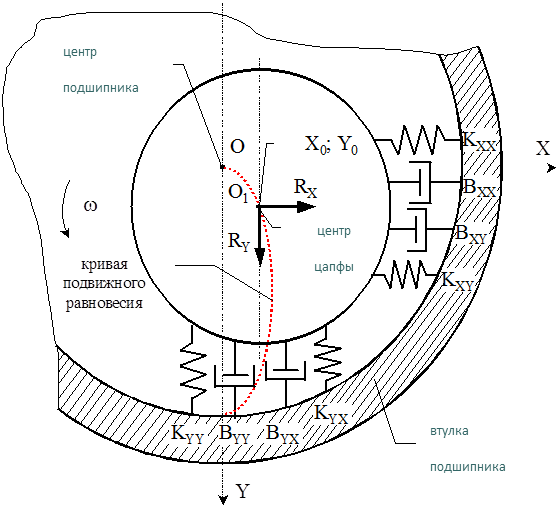 центр
подшипника
O
X0; Y0
KXX
X
BXX
O1
RX
ω
BXY
RY
центр
цапфы
кривая
подвижного
равновесия
KXY
KYX
втулка
KYY
BYY
BYX
подшипника
Y